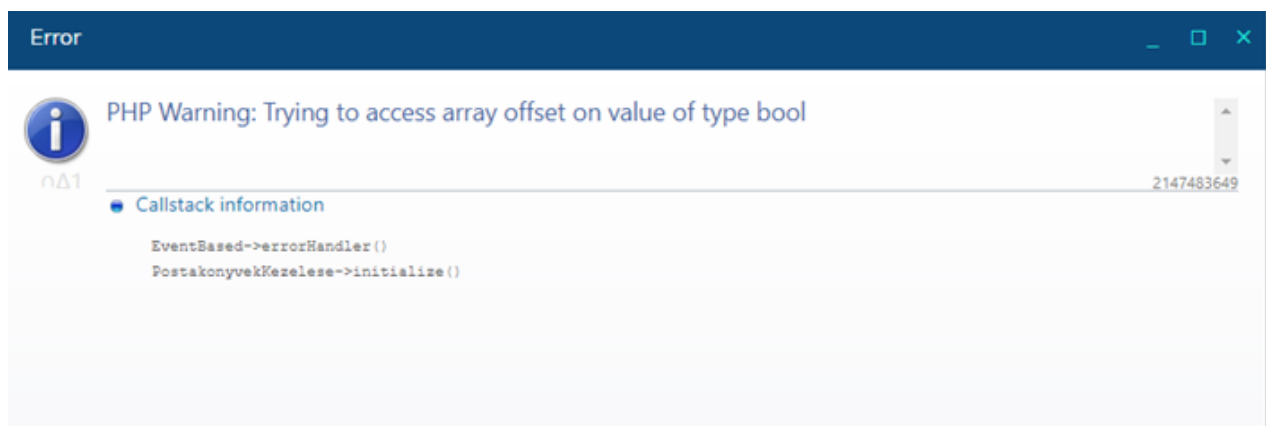 Error
PHP Warning: Trying to access array offset on value of type bool
2147483649
Callstack information
EventBased->errorHandler()
PostakonyvekKezelese->initialize()